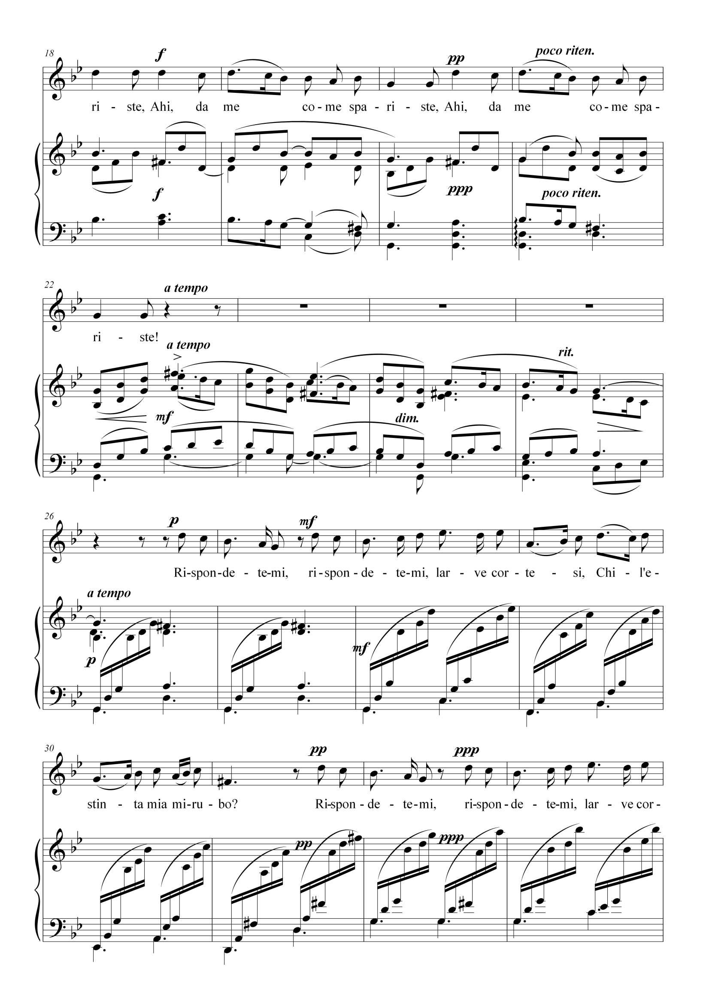 18
f
pp
poco riten.
ri - ste, Ahi, da me co - me spa - ri - ste, Ahi, da me co - me spa -
f
ppp
poco riten.
22
a tempo
ri - ste!
a tempo
rit.
mf
dim.
26
p
mf
Ri-spon-de - te-mi, ri-spon - de - te-mi, lar - ve cor - te - si, Chi - l'e -
a tempo
mf
p
30
pp
ppp
stin - ta mia mi-ru - bo? Ri-spon - de - te-mi, ri-spon - de - te-mi, lar - ve cor -
pp
ppp